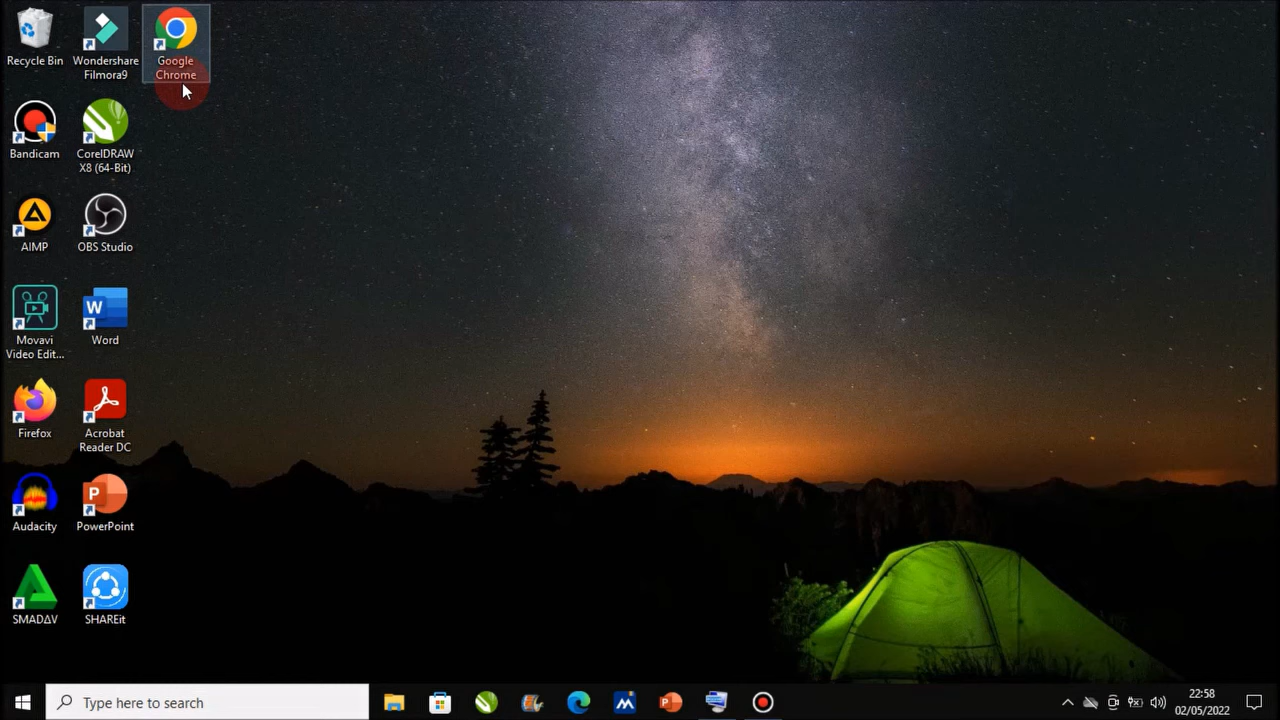 Recycle Bin
Wondershare
Filmora9
Google
Chrome
Bandicam
CorelDRAW
X8 (64-Bit)
AIMP
OBS Studio
Movavi
Video Edit...
W
Word
Firefox
Acrobat
Reader DC
Audacity
P
PowerPoint
SMADΔV
SHAREit
Type here to search
P
22:58
02/05/2022